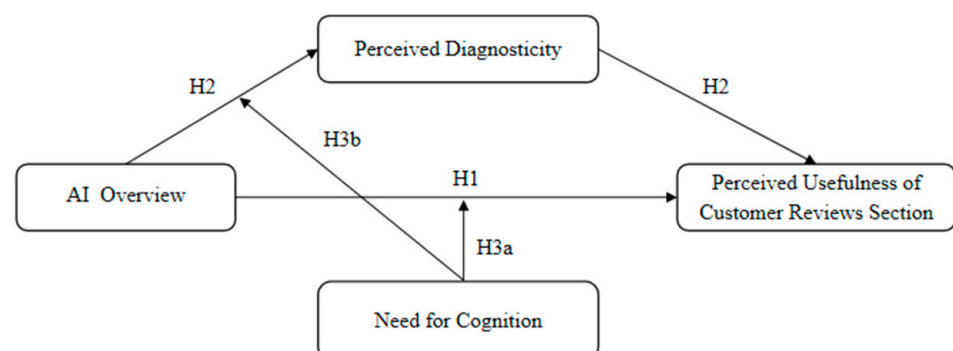 Perceived Diagnosticity
H2
H2
H3b
AI Overview
H1
Perceived Usefulness of
Customer Reviews Section
H3a
Need for Cognition